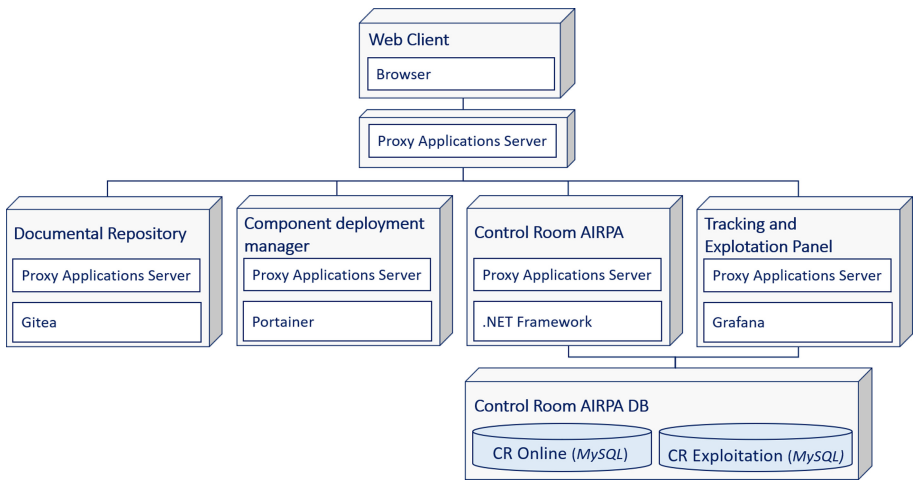 Web Client
Browser
Proxy Applications Server
Documental Repository
Proxy Applications Server
Gitea
Component deployment
manager
Proxy Applications Server
Portainer
Control Room AIRPA
Proxy Applications Server
.NET Framework
Tracking and
Explotation Panel
Proxy Applications Server
Grafana
Control Room AIRPA DB
CR Online (MySQL)
CR Exploitation (MySQL)